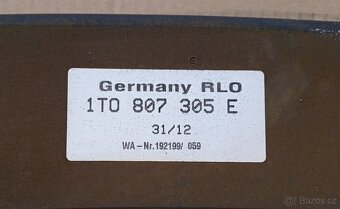 Germany RLO
1T0 807 305 E
31/12
WA-Nr.192199/ 059
Bazos.cz